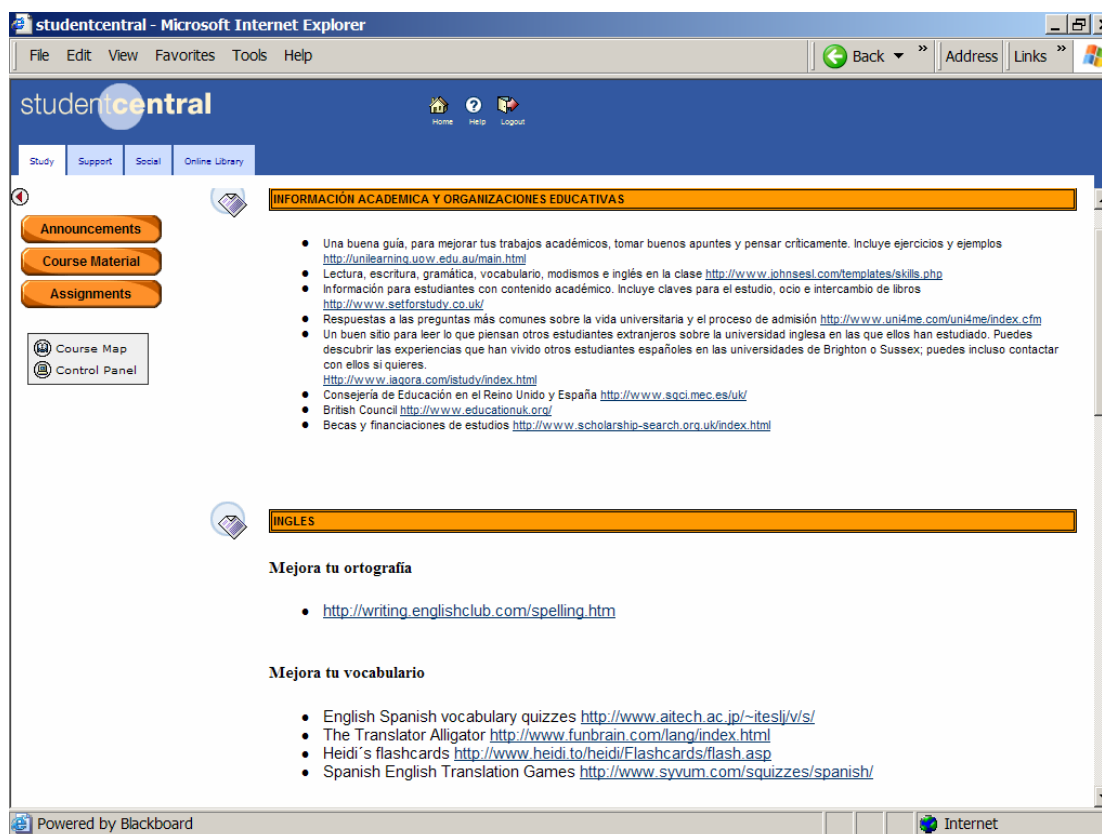 studentcentral - Microsoft Internet Explorer
File Edit View Favorites Tools Help
Back » Address Links »
studentcentral
Home Help Logout
Study Support Social Online Library
INFORMACIÓN ACADEMICA Y ORGANIZACIONES EDUCATIVAS
Announcements
Course Material
Assignments
Course Map
Control Panel
• Una buena guía, para mejorar tus trabajos académicos, tomar buenos apuntes y pensar críticamente. Incluye ejercicios y ejemplos
http://unilearning.uow.edu.au/main.html
• Lectura, escritura, gramática, vocabulario, modismos e inglés en la clase http://www.johnsesl.com/templates/skills.php
• Información para estudiantes con contenido académico. Incluye claves para el estudio, ocio e intercambio de libros
http://www.setforstudy.co.uk/
• Respuestas a las preguntas más comunes sobre la vida universitaria y el proceso de admisión http://www.uni4me.com/uni4me/index.cfm
• Un buen sitio para leer lo que piensan otros estudiantes extranjeros sobre la universidad inglesa en las que ellos han estudiado. Puedes
descubrir las experiencias que han vivido otros estudiantes españoles en las universidades de Brighton o Sussex; puedes incluso contactar
con ellos si quieres.
Http://www.iagora.com/istudy/index.html
• Consejería de Educación en el Reino Unido y España http://www.sgci.mec.es/uk/
• British Council http://www.educationuk.org/
• Becas y financiaciones de estudios http://www.scholarship-search.org.uk/index.html
INGLES
Mejora tu ortografía
• http://writing.englishclub.com/spelling.htm
Mejora tu vocabulario
• English Spanish vocabulary quizzes http://www.aitech.ac.jp/~iteslj/v/s/
• The Translator Alligator http://www.funbrain.com/lang/index.html
• Heidi´s flashcards http://www.heidi.to/heidi/Flashcards/flash.asp
• Spanish English Translation Games http://www.syvum.com/squizzes/spanish/
Powered by Blackboard
Internet